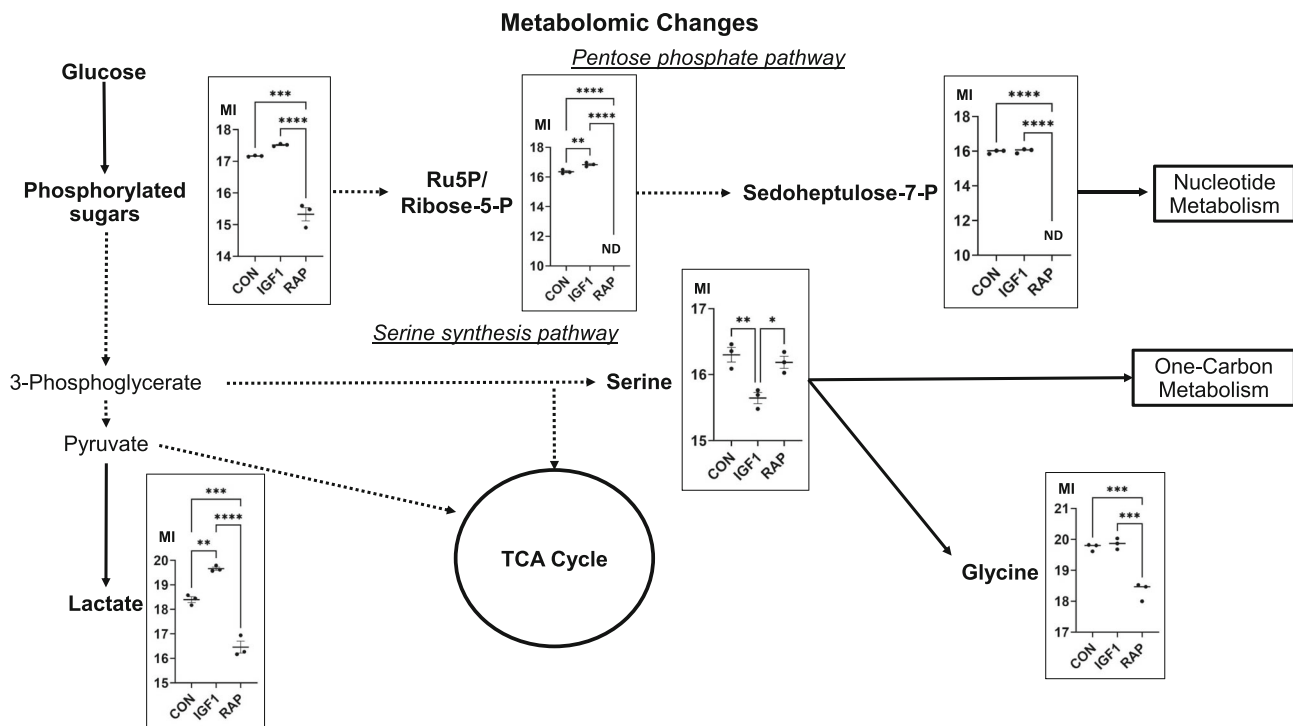 Metabolomic Changes
Pentose phosphate pathway
Glucose
Phosphorylated
sugars
MI
***
****
18
17
16
15
14
CON
IGF1
RAP
Ru5P/
Ribose-5-P
MI
****
****
**
18
16
14
12
10
ND
CON
IGF1
RAP
Sedoheptulose-7-P
MI
****
****
18
16
14
12
10
ND
CON
IGF1
RAP
Nucleotide
Metabolism
Serine synthesis pathway
3-Phosphoglycerate
Serine
MI
** *
17
16
15
CON
IGF1
RAP
One-Carbon
Metabolism
Pyruvate
Lactate
MI
***
****
**
20
19
18
17
16
15
CON
IGF1
RAP
TCA Cycle
Glycine
MI
***
***
21
20
19
18
17
CON
IGF1
RAP